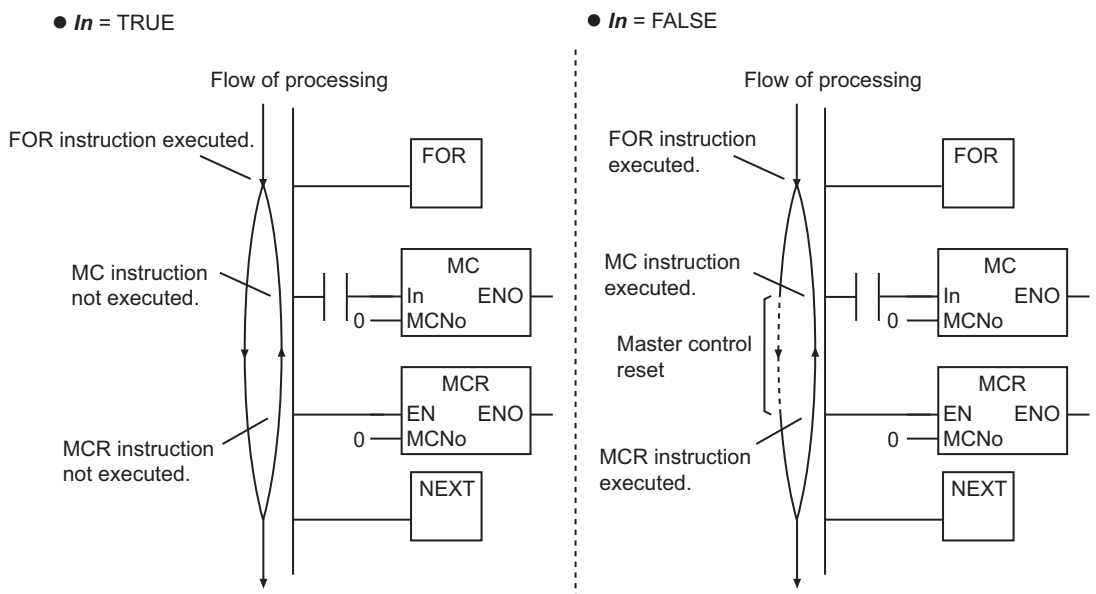 ● In = TRUE
Flow of processing
FOR instruction executed.
FOR
MC instruction
not executed.
MC
In ENO
0 MCNo
MCR
EN ENO
0 MCNo
MCR instruction
not executed.
NEXT
● In = FALSE
Flow of processing
FOR instruction
executed.
FOR
MC instruction
executed.
MC
In ENO
0 MCNo
Master control
reset
MCR
EN ENO
0 MCNo
MCR instruction
executed.
NEXT